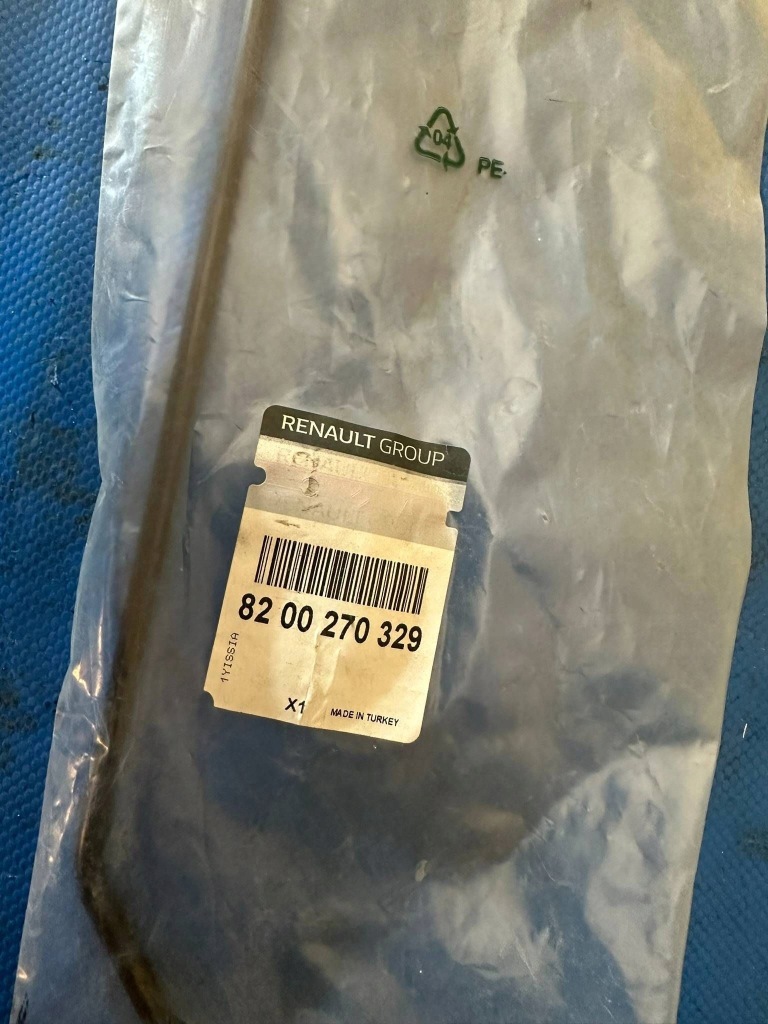 04
PE
RENAULT GROUP
82 00 270 329
1YISSIA
X1
MADE IN TURKEY